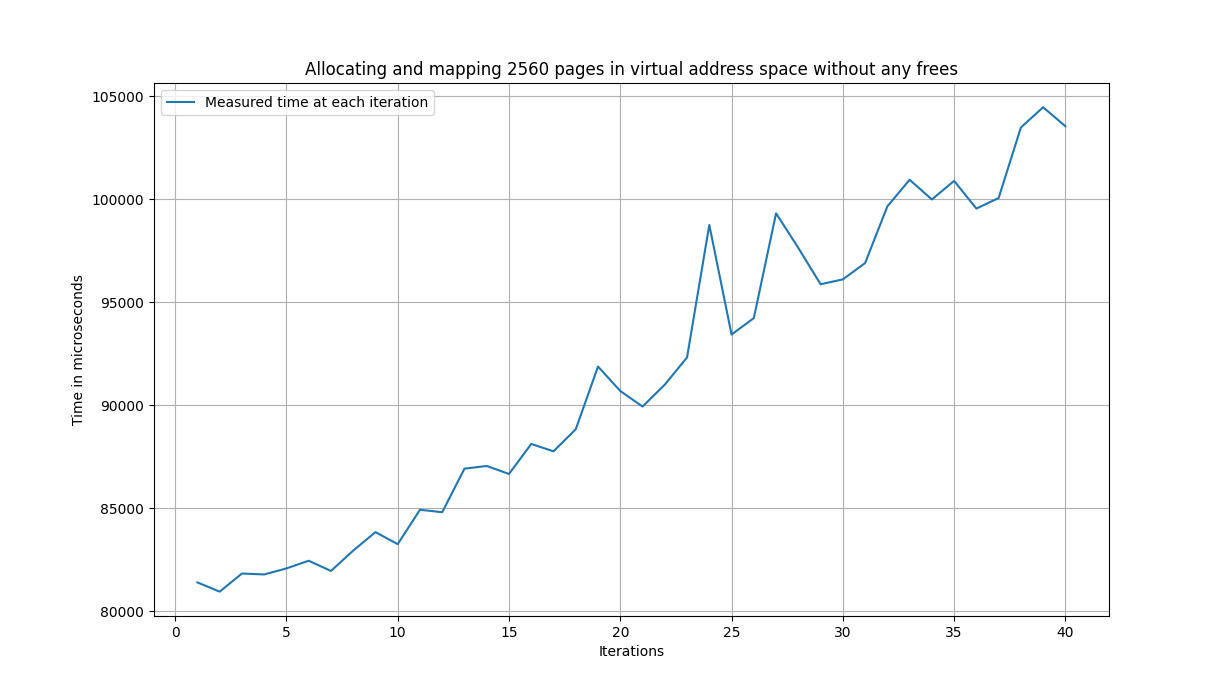 Allocating and mapping 2560 pages in virtual address space without any frees
Measured time at each iteration
105000
100000
95000
90000
85000
80000
Time in microseconds
0 5 10 15 20 25 30 35 40
Iterations